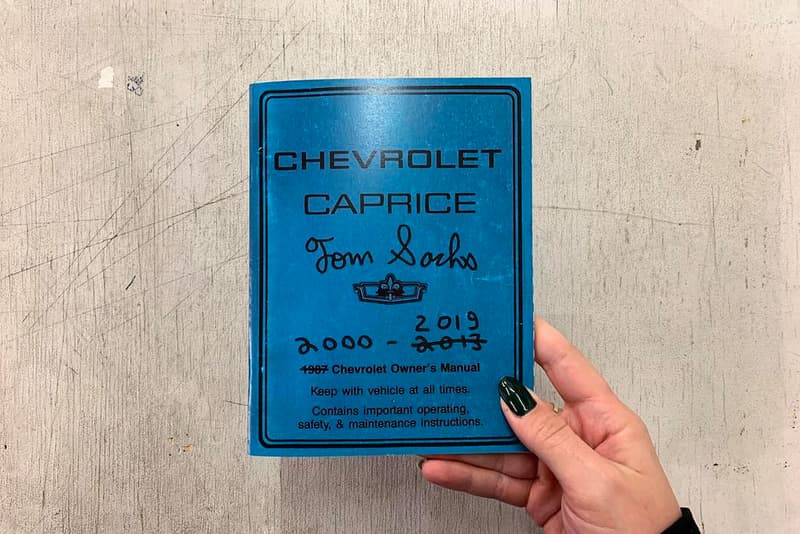 CHEVROLET
CAPRICE
Tom Sachs
2019
2000 - 2013
1987 Chevrolet Owner's Manual
Keep with vehicle at all times.
Contains important operating,
safety, & maintenance instructions.